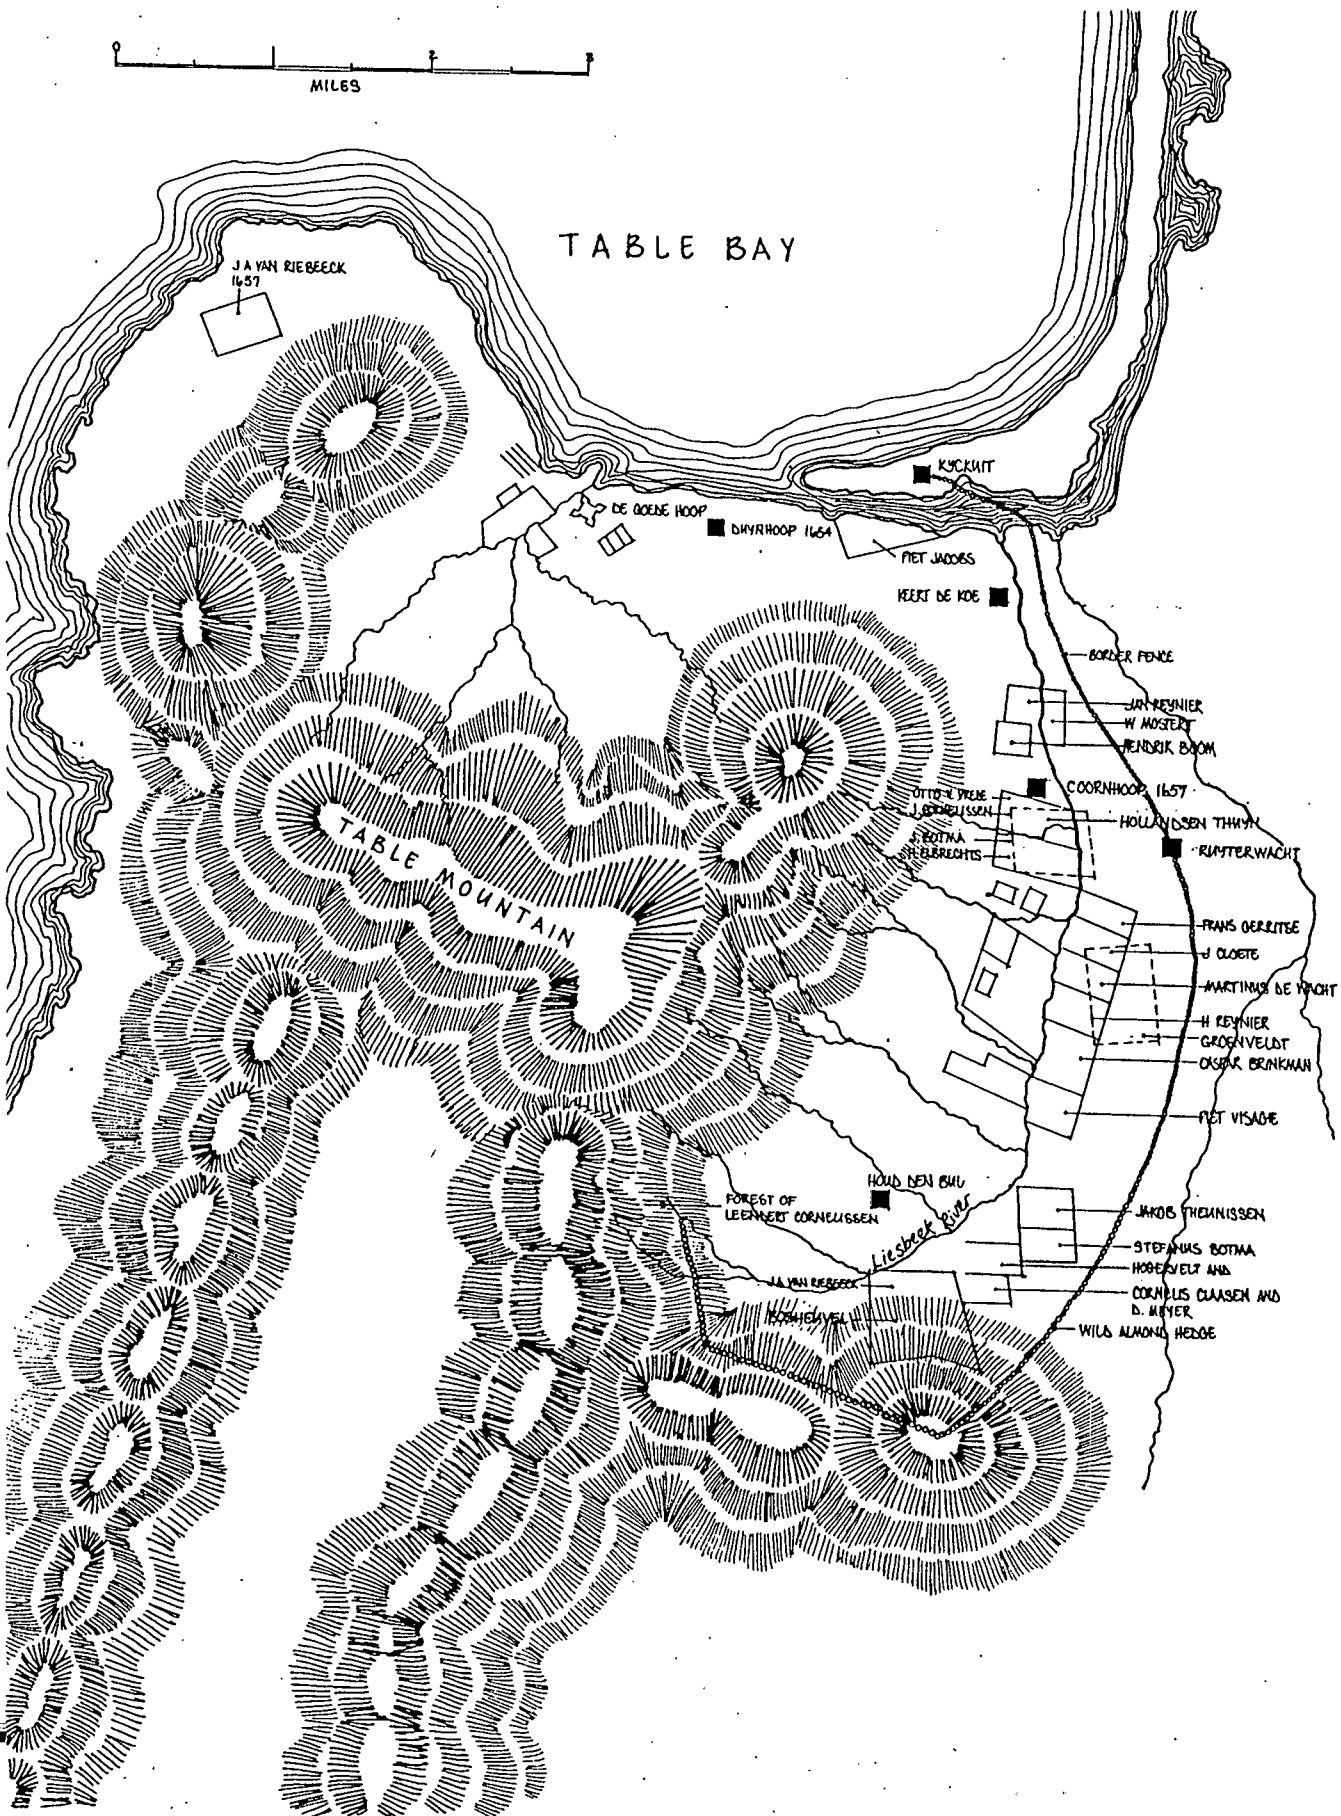 0 2 3
MILES
TABLE BAY
J A VAN RIEBEECK
1657
KYCKUIT
DE GOEDE HOOP
DUYNHOOP 1654
PIET JACOBS
KEERT DE KOE
BORDER FENCE
JAN REYNIER
W MOSTERT
HENDRIK BOOM
COORNHOOP 1657
OTTO V. VREDE
J. CORNELISSEN
HOLLANDSEN THUYN
S. BOTMA
H. ELBRECHTS
RUYTERWACHT
TABLE MOUNTAIN
FRANS GERRITSE
J CLOETE
MARTINUS DE WACHT
H REYNIER
GROENVELDT
CASPAR BRINKMAN
PIET VISAGIE
HOUD DEN BUL
FOREST OF
LEENDERT CORNELISSEN
Liesbeek River
JAKOB THEUNISSEN
STEFANUS BOTMA
HOGERVELT AND
J.A. VAN RIEBEECK
CORNELIS CLAASEN AND
D. MEYER
BOSHEUVEL
WILD ALMOND HEDGE